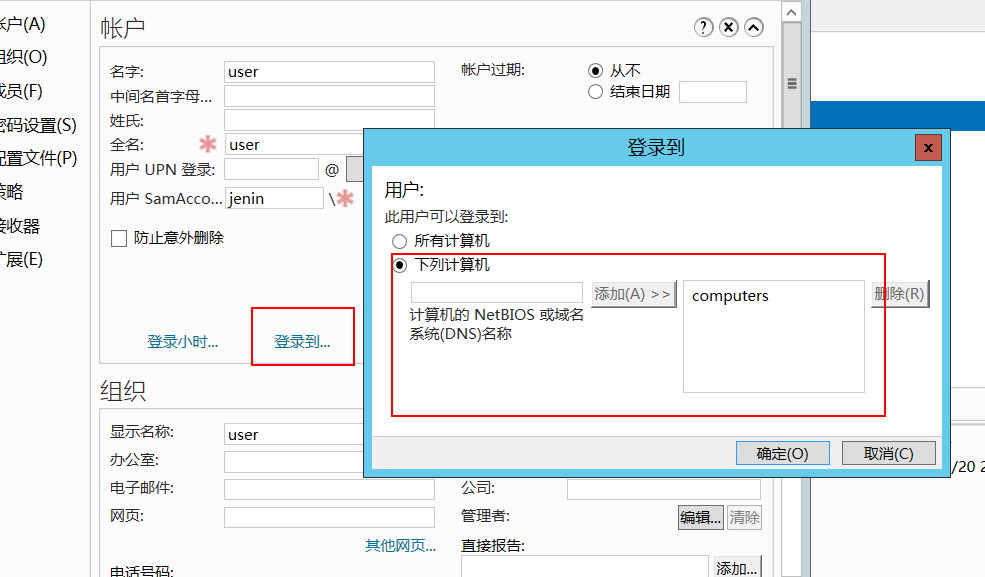 帐户(A)
组织(O)
成员(F)
密码设置(S)
配置文件(P)
策略
接收器
扩展(E)
帐户
名字:
user
帐户过期:
从不
中间名首字母...
结束日期
姓氏:
全名:
user
用户 UPN 登录:
@
用户 SamAcco...
jenin
\
防止意外删除
登录小时...
登录到...
登录到
x
用户:
此用户可以登录到:
所有计算机
下列计算机
添加(A) >>
computers
删除(R)
计算机的 NetBIOS 或域名
系统(DNS)名称
确定(O)
取消(C)
组织
显示名称:
user
办公室:
电子邮件:
公司:
网页:
管理者:
编辑...
清除
其他网页...
直接报告:
电话号码:
添加...
/20 2